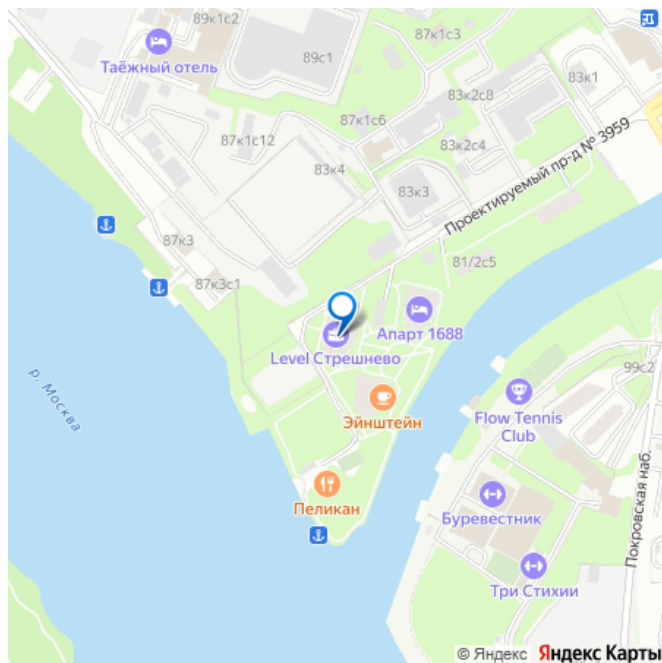 89к1с2
Таёжный отель
89с1
87к1с3
83к1
83к2с8
87к1с6
87к1с12
83к2с4
83к4
83к3
Проектируемый пр-д № 3959
87к3
81/2с5
87к3с1
Апарт 1688
Level Стрешнево
р. Москва
99с2
Эйнштейн
Flow Tennis
Club
Пеликан
Буревестник
Покровская наб.
Три Стихии
© Яндекс Яндекс Карты